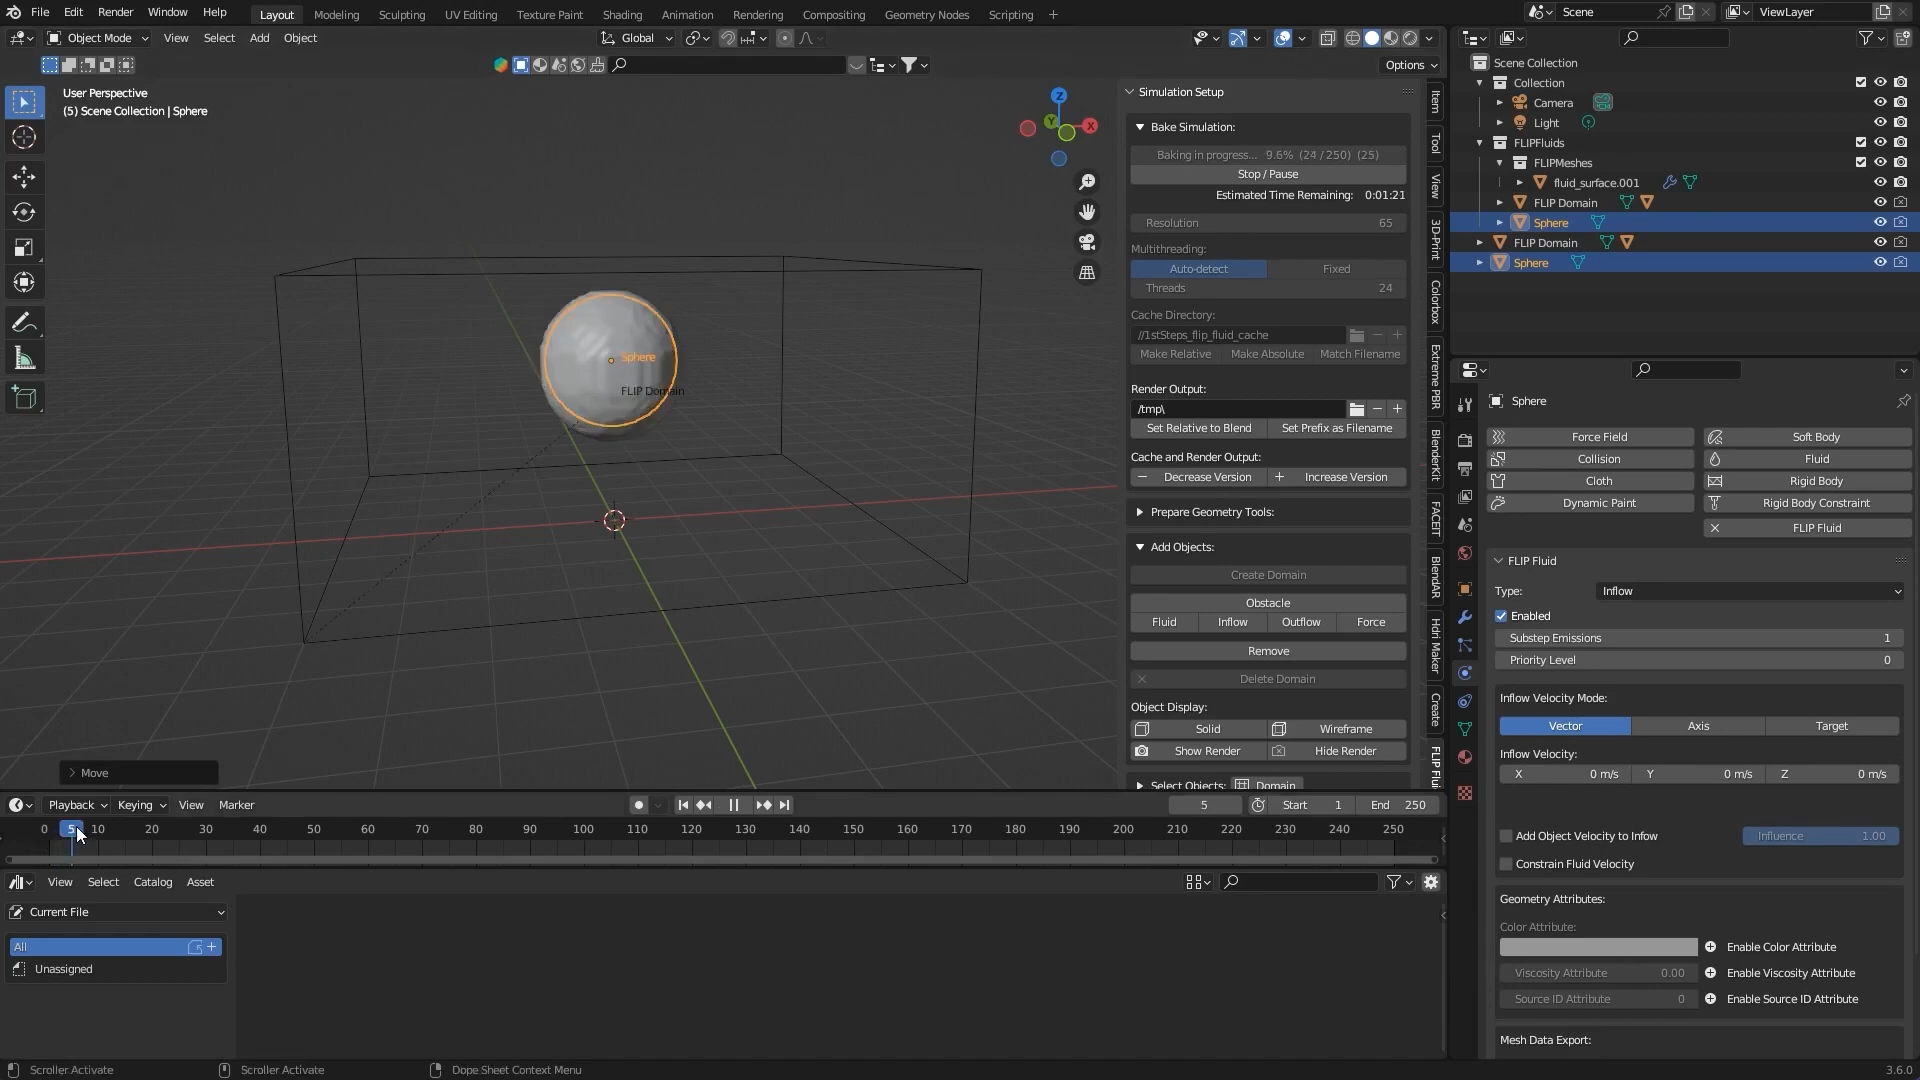 File Edit Render Window Help
Layout Modeling Sculpting UV Editing Texture Paint Shading Animation Rendering Compositing Geometry Nodes Scripting +
Scene
ViewLayer
Object Mode View Select Add Object
Global
Options
User Perspective
(5) Scene Collection | Sphere
Z
Y
X
Sphere
FLIP Domain
Move
Simulation Setup
Bake Simulation:
Baking in progress... 9.6% (24 / 250) (25)
Stop / Pause
Estimated Time Remaining: 0:01:21
Resolution 65
Multithreading:
Auto-detect Fixed
Threads 24
Cache Directory:
//1stSteps_flip_fluid_cache
Make Relative Make Absolute Match Filename
Render Output:
/tmp\
Set Relative to Blend Set Prefix as Filename
Cache and Render Output:
Decrease Version Increase Version
Prepare Geometry Tools:
Add Objects:
Create Domain
Obstacle
Fluid Inflow Outflow Force
Remove
Delete Domain
Object Display:
Solid Wireframe
Show Render Hide Render
Select Objects: Domain
Item
Tool
View
3D-Print
Colorbox
Extreme PBR
BlenderKit
FACEIT
BlendAR
Hdri Maker
Create
FLIP Flui
Scene Collection
Collection
Camera
Light
FLIPFluids
FLIPMeshes
fluid_surface.001
FLIP Domain
Sphere
FLIP Domain
Sphere
Sphere
Force Field Soft Body
Collision Fluid
Cloth Rigid Body
Dynamic Paint Rigid Body Constraint
FLIP Fluid
FLIP Fluid
Type: Inflow
Enabled
Substep Emissions 1
Priority Level 0
Inflow Velocity Mode:
Vector Axis Target
Inflow Velocity:
X 0 m/s Y 0 m/s Z 0 m/s
Add Object Velocity to Infow Influence 1.00
Constrain Fluid Velocity
Geometry Attributes:
Color Attribute:
Enable Color Attribute
Viscosity Attribute 0.00 Enable Viscosity Attribute
Source ID Attribute 0 Enable Source ID Attribute
Mesh Data Export:
Playback Keying View Marker
5 Start 1 End 250
0 5 10 20 30 40 50 60 70 80 90 100 110 120 130 140 150 160 170 180 190 200 210 220 230 240 250
View Select Catalog Asset
Current File
All
Unassigned
Scroller Activate Scroller Activate Dope Sheet Context Menu
3.6.0